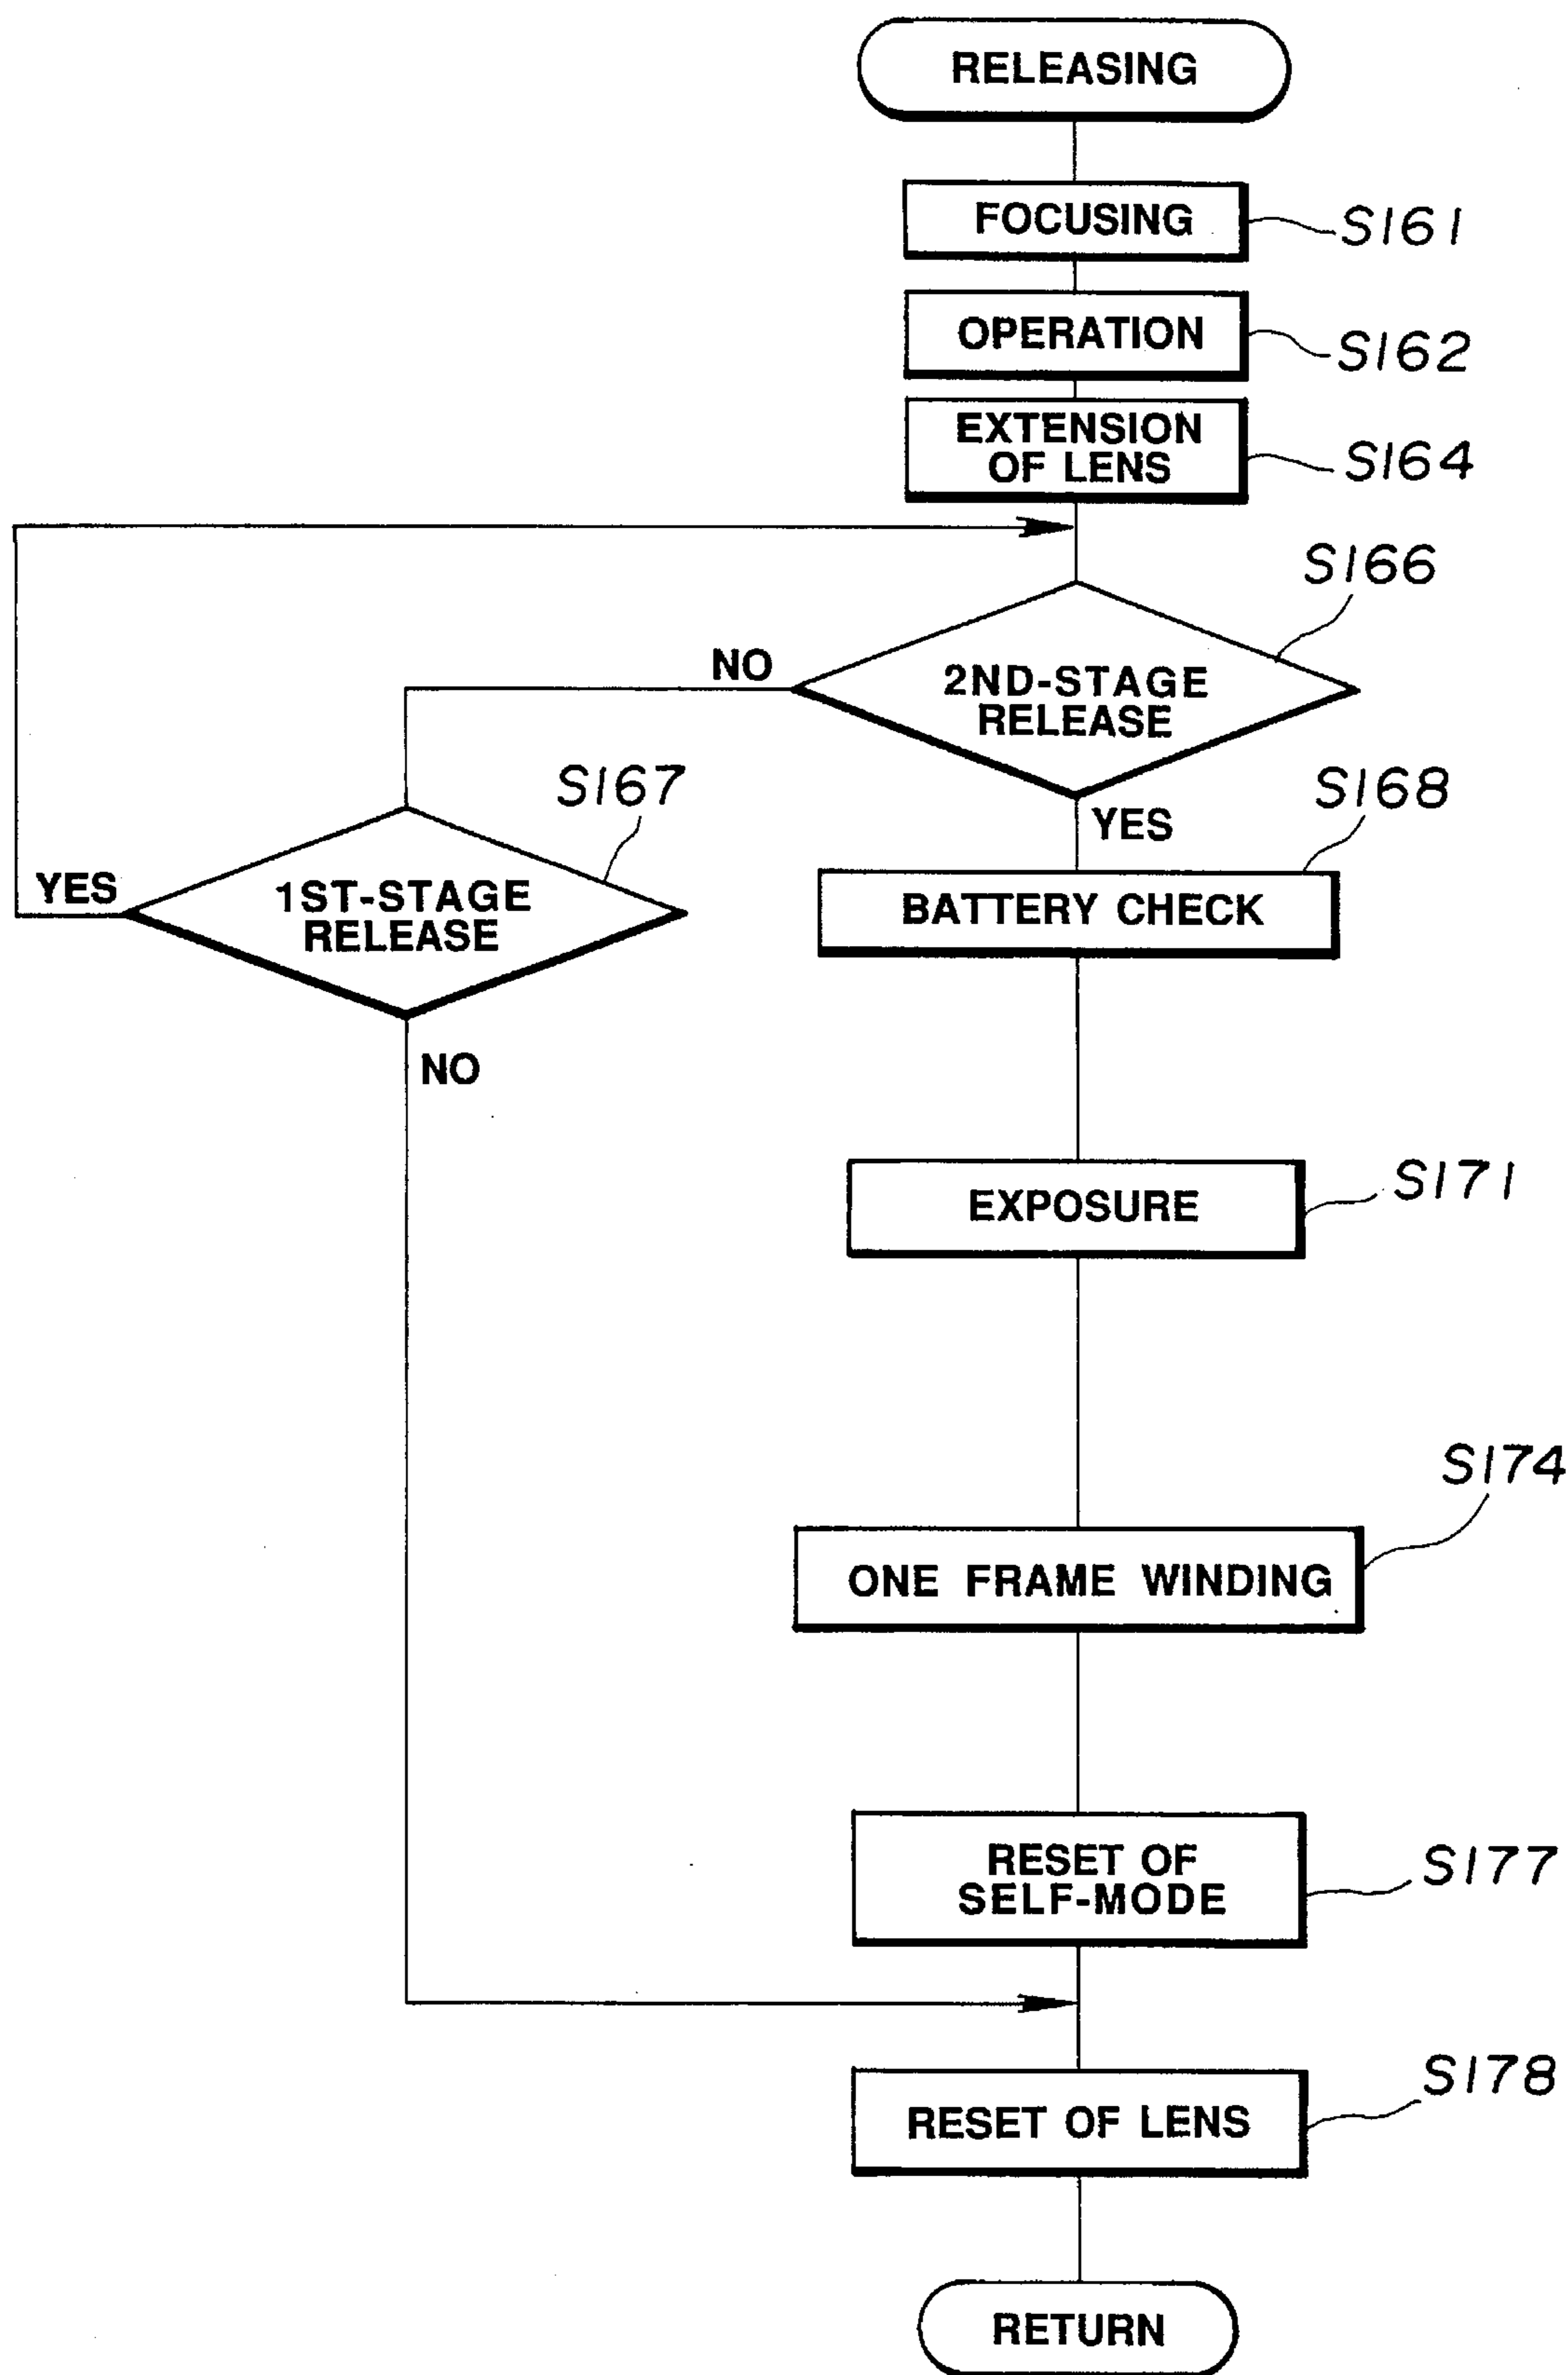 RELEASING
FOCUSING
S161
OPERATION
S162
EXTENSION
OF LENS
S164
S166
NO
2ND-STAGE
RELEASE
S167
YES
S168
YES
1ST-STAGE
RELEASE
BATTERY CHECK
NO
EXPOSURE
S171
S174
ONE FRAME WINDING
RESET OF
SELF-MODE
S177
S178
RESET OF LENS
RETURN